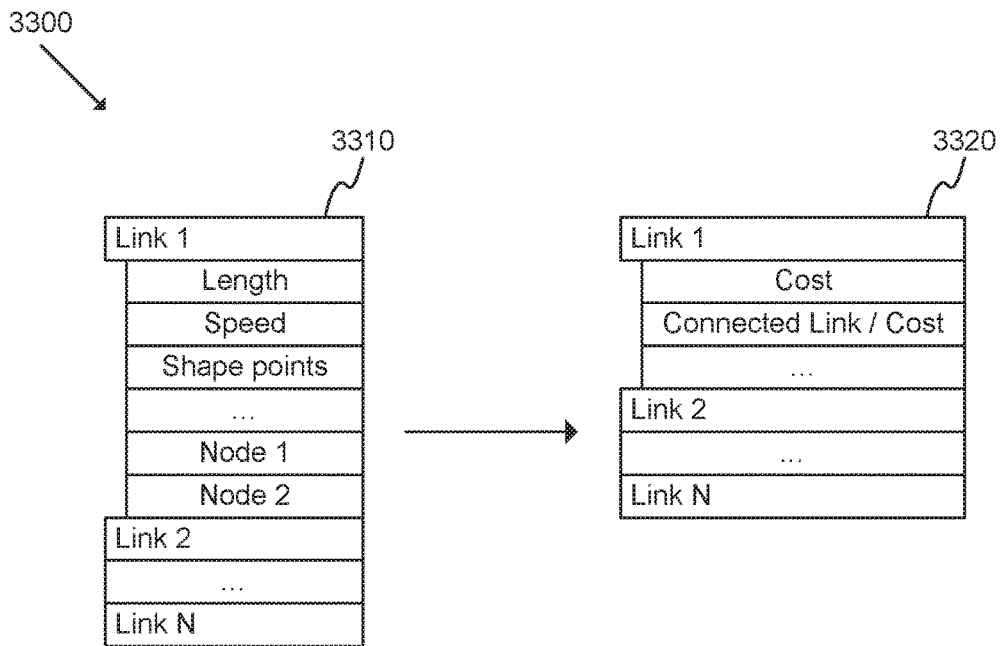 3300
3310
Link 1
Length
Speed
Shape points
...
Node 1
Node 2
Link 2
...
Link N
3320
Link 1
Cost
Connected Link / Cost
...
Link 2
...
Link N